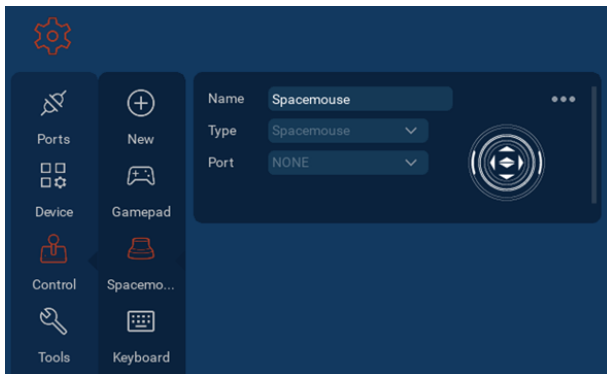 Ports
Device
Control
Tools
New
Gamepad
Spacemo...
Keyboard
Name Spacemouse
Type Spacemouse
Port NONE